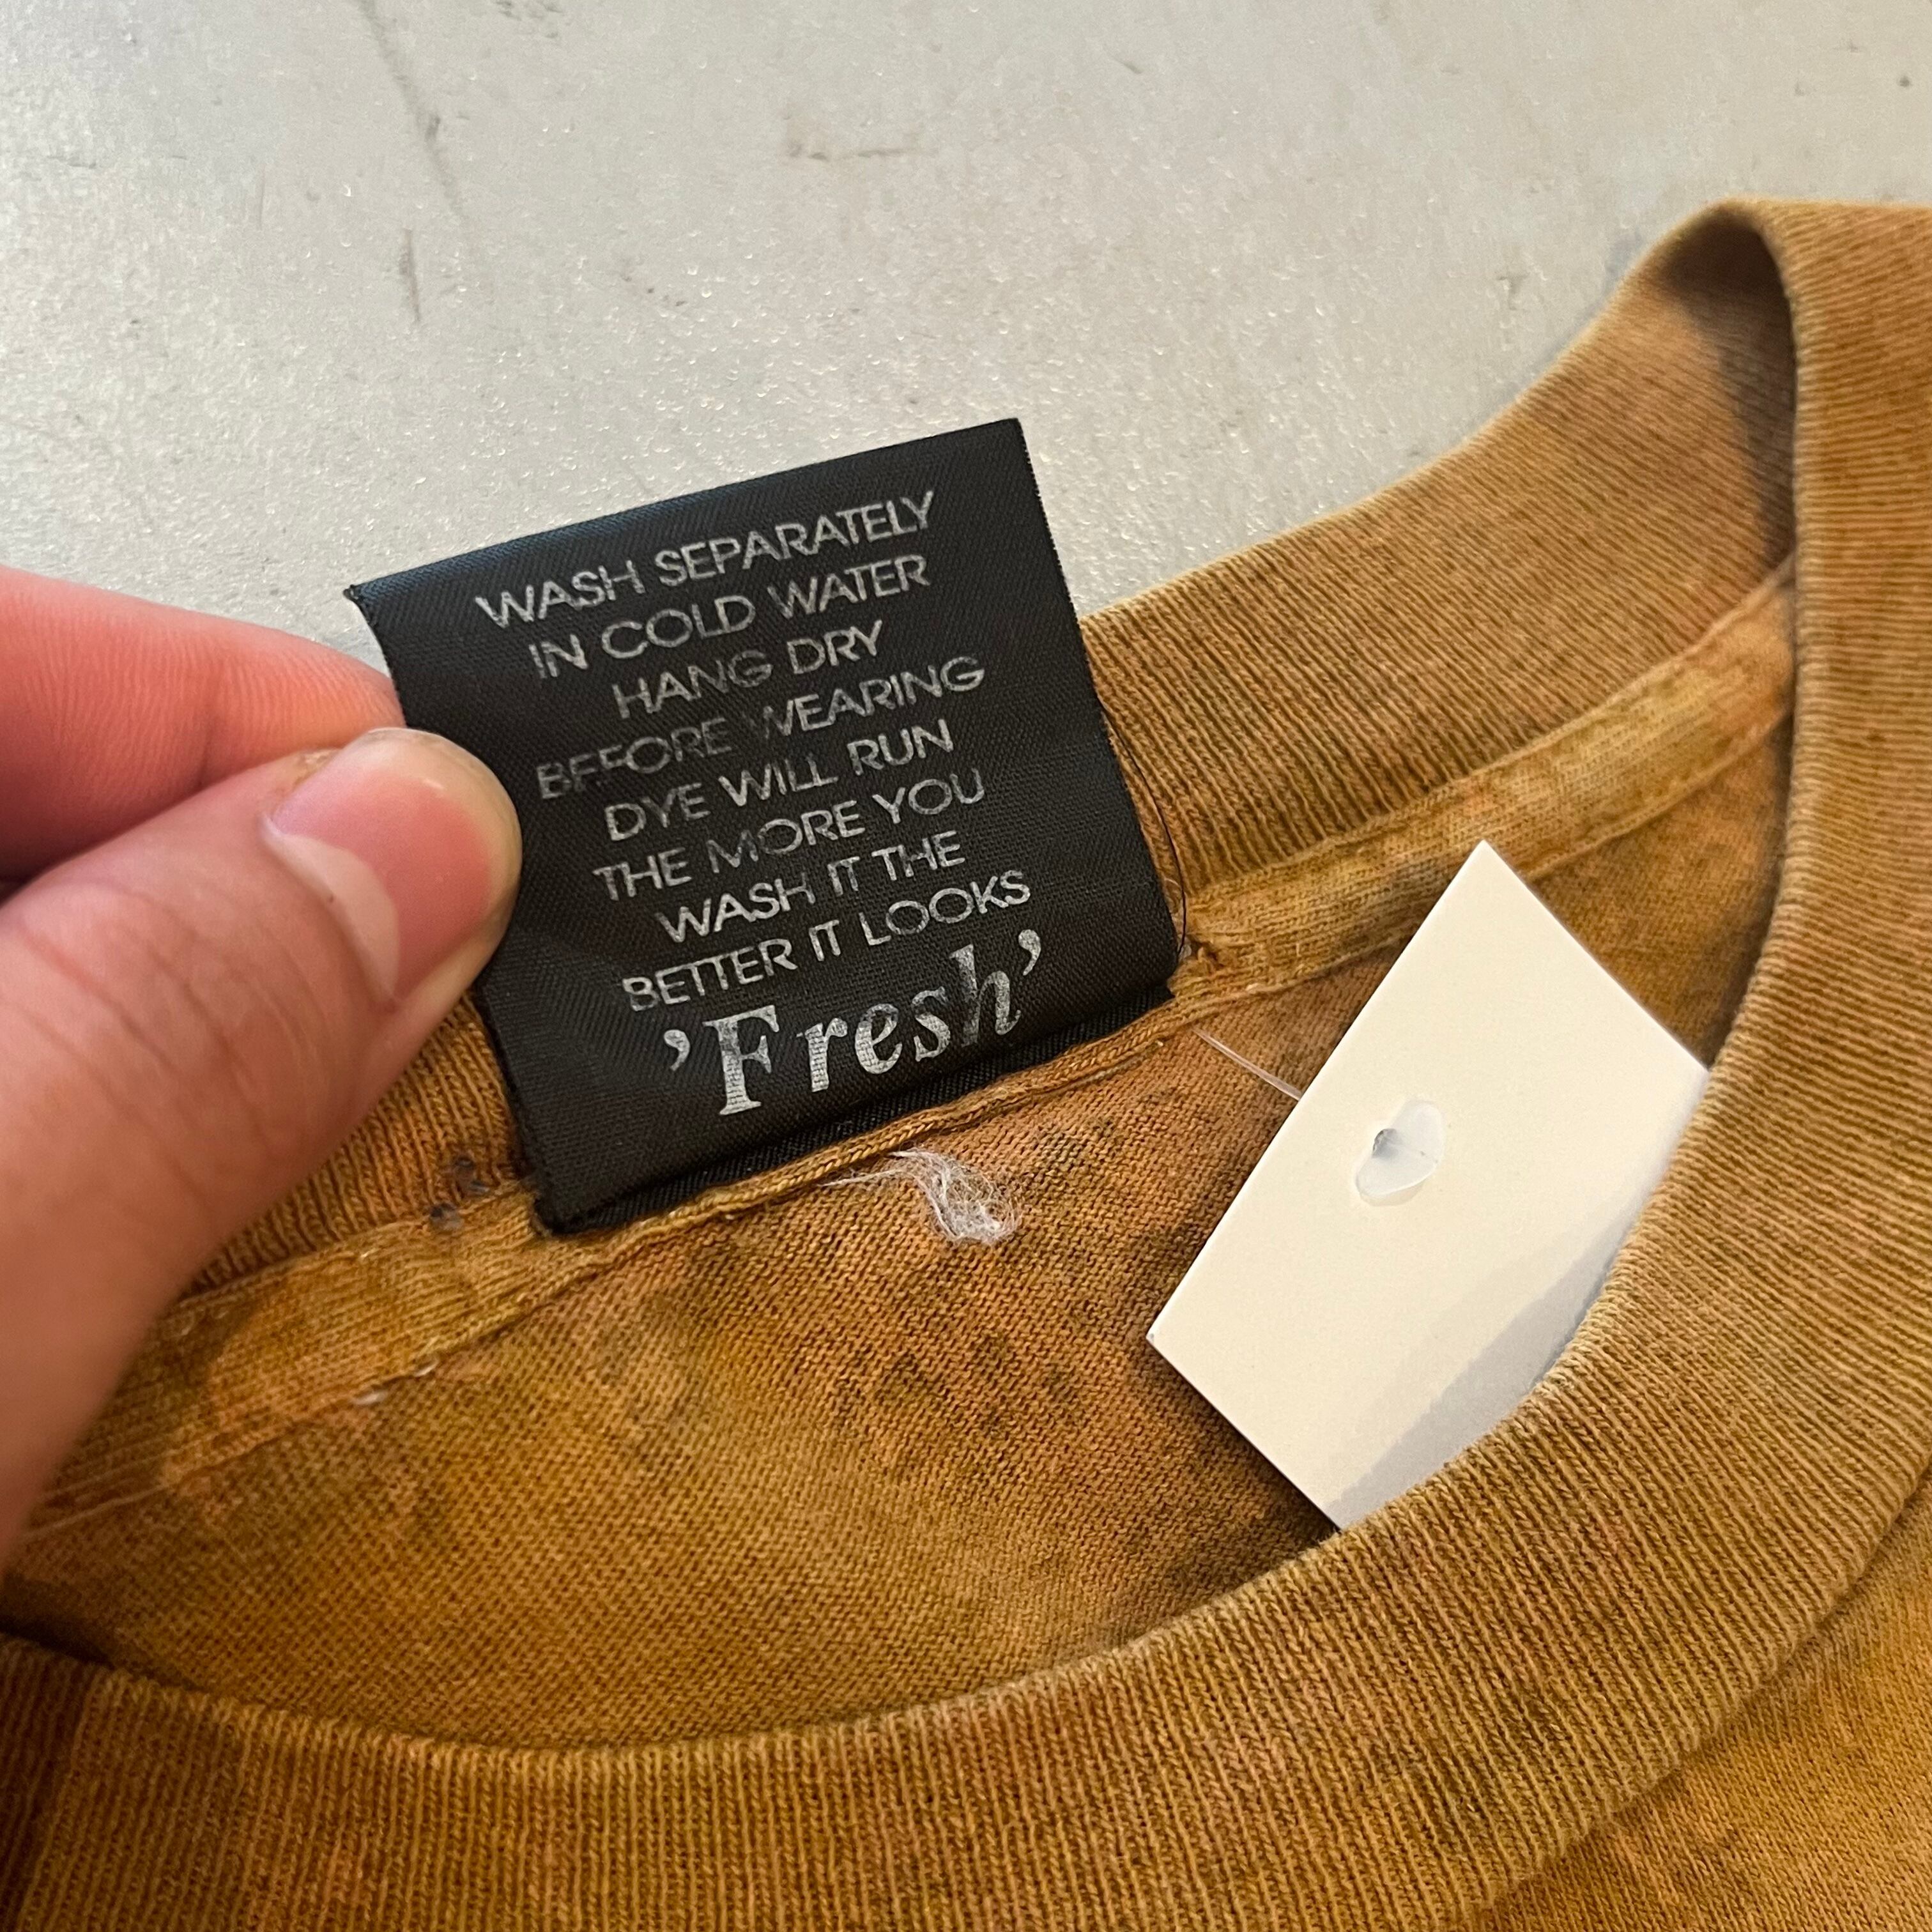 WASH SEPARATELY
IN COLD WATER
HANG DRY
BEFORE WEARING
DYE WILL RUN
THE MORE YOU
WASH IT THE
BETTER IT LOOKS
’Fresh’